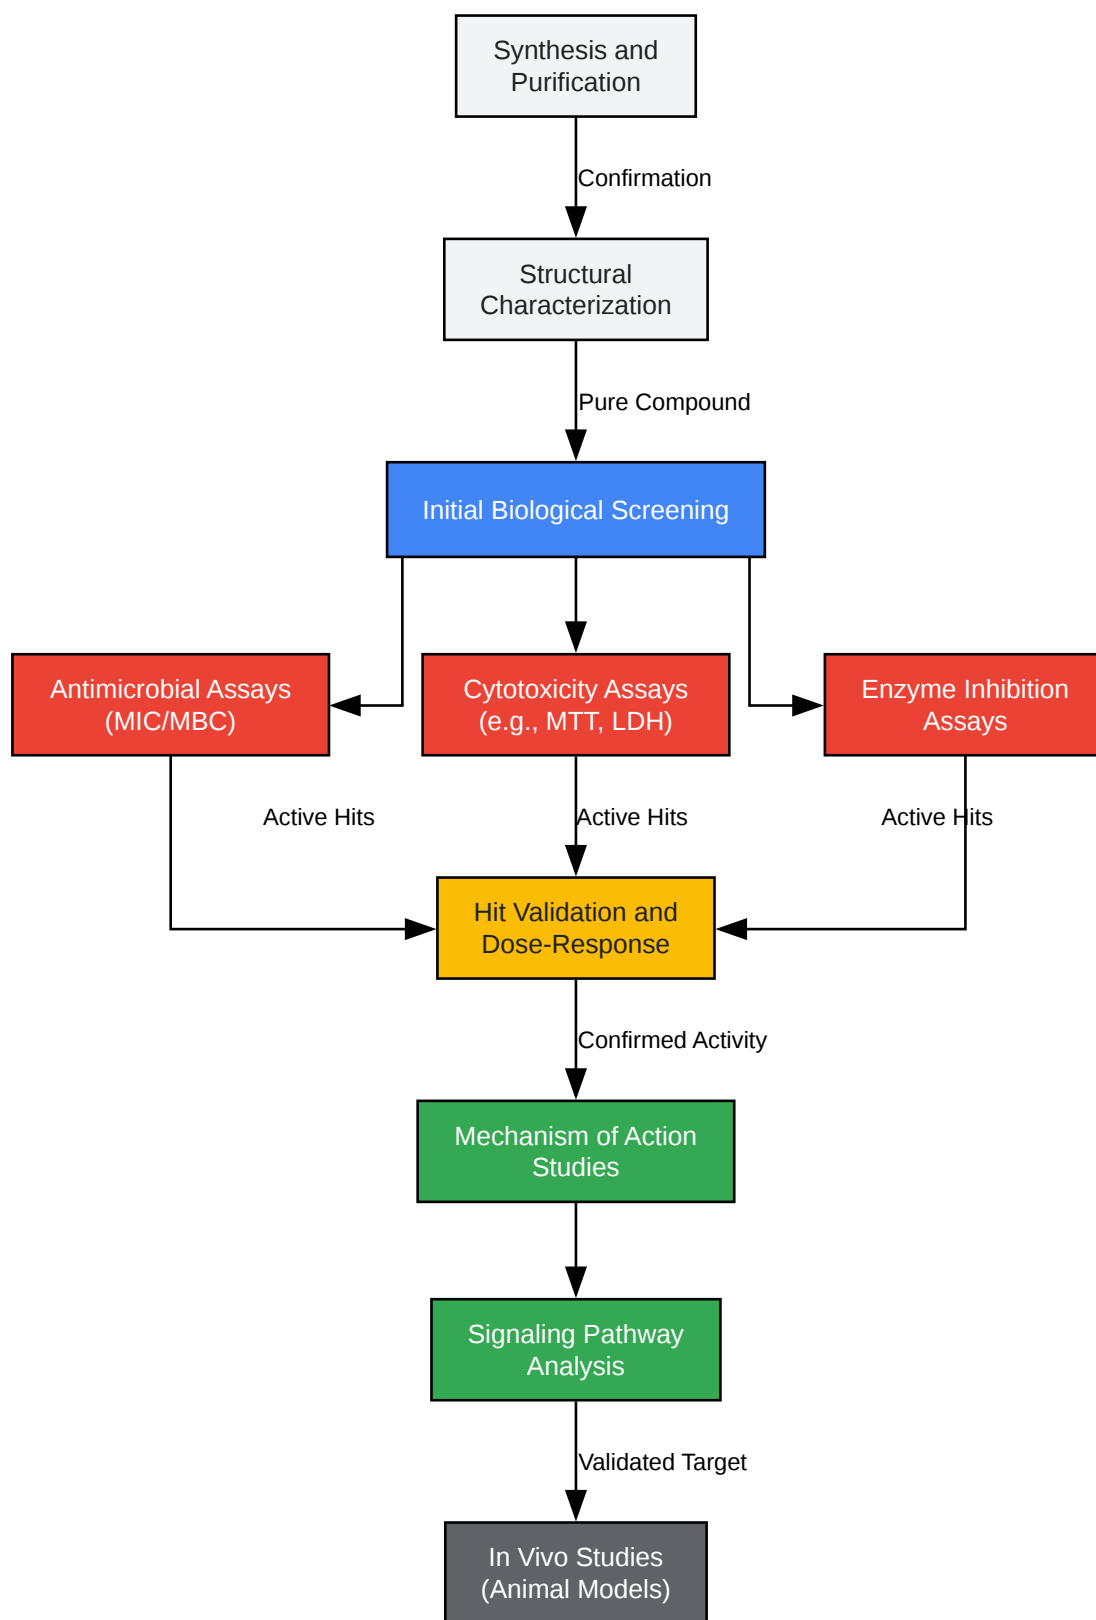 Synthesis and
Purification
Confirmation
Structural
Characterization
Pure Compound
Initial Biological Screening
Antimicrobial Assays
(MIC/MBC)
Cytotoxicity Assays
(e.g., MTT, LDH)
Enzyme Inhibition
Assays
Active Hits
Active Hits
Active Hits
Hit Validation and
Dose-Response
Confirmed Activity
Mechanism of Action
Studies
Signaling Pathway
Analysis
Validated Target
In Vivo Studies
(Animal Models)